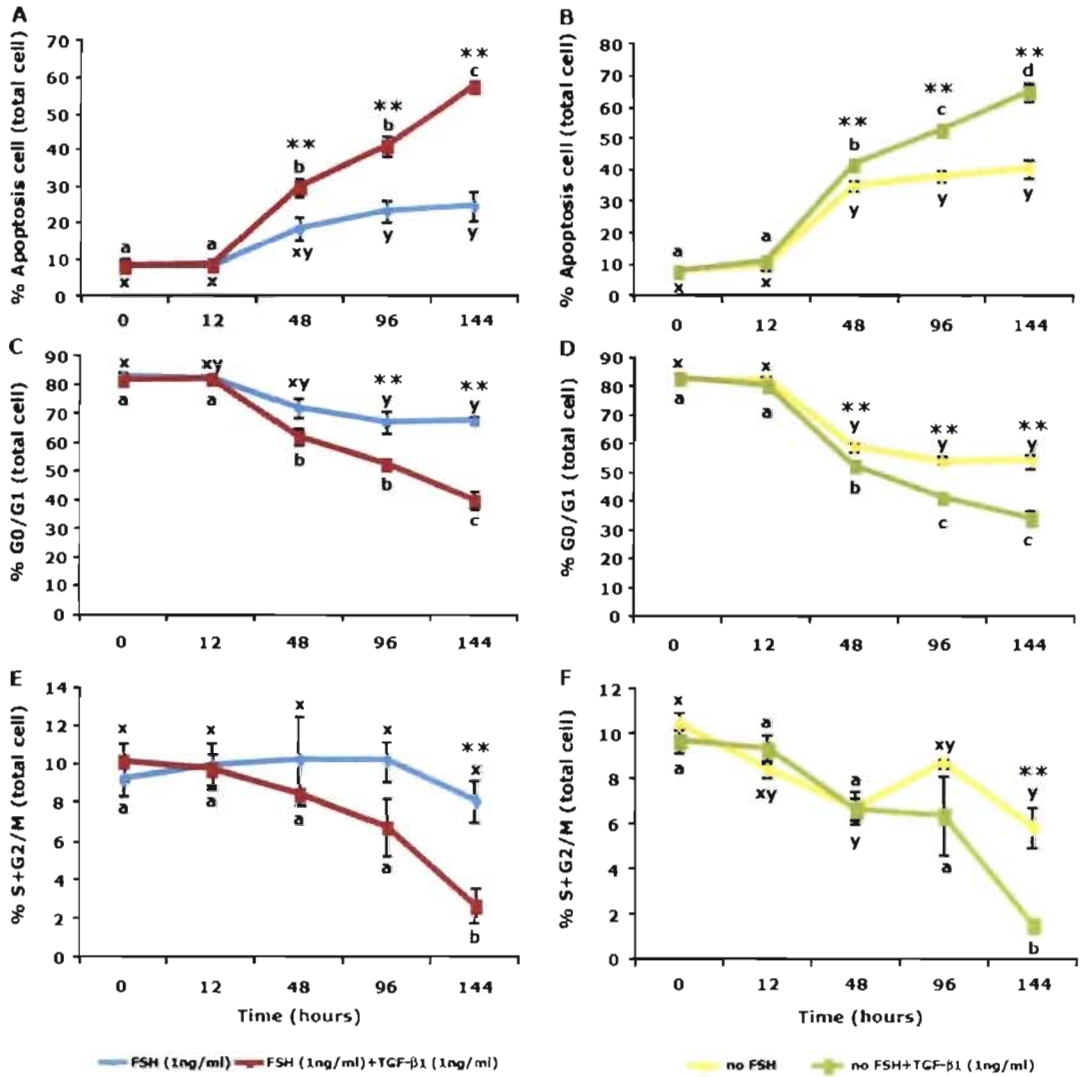 A
% Apoptosis cell (total cell)
70
60
50
40
30
20
10
0
a
x
a
x
**
b
xy
**
b
y
**
c
y
0 12 48 96 144
B
% Apoptosis cell (total cell)
80
70
60
50
40
30
20
10
0
a
x
a
x
**
b
y
**
c
y
**
d
y
0 12 48 96 144
C
% G0/G1 (total cell)
90
80
70
60
50
40
30
20
10
0
x
a
xy
a
xy
b
**
y
b
**
y
c
0 12 48 96 144
D
% G0/G1 (total cell)
90
80
70
60
50
40
30
20
10
0
x
a
x
a
**
y
b
**
y
c
**
y
c
0 12 48 96 144
E
% S+G2/M (total cell)
14
12
10
8
6
4
2
0
x
a
x
a
x
a
x
a
**
x
b
0 12 48 96 144
Time (hours)
F
% S+G2/M (total cell)
12
10
8
6
4
2
0
x
a
a
xy
a
y
xy
a
**
y
b
0 12 48 96 144
Time (hours)
FSH (1ng/ml) FSH (1ng/ml)+TGF-β1 (1ng/ml)
no FSH no FSH+TGF-β1 (1ng/ml)